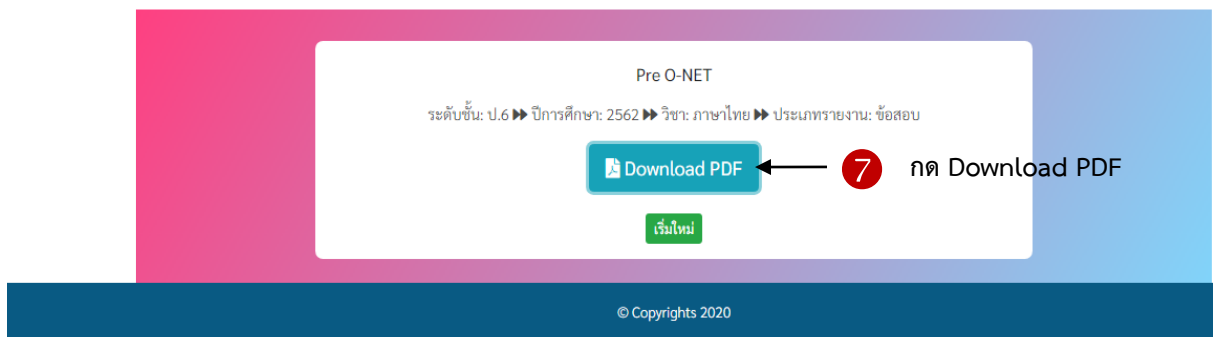 Pre O-NET
ระดับชั้น: ป.6 ▶▶ ปีการศึกษา: 2562 ▶▶ วิชา: ภาษาไทย ▶▶ ประเภทรายงาน: ข้อสอบ
Download PDF
7 กด Download PDF
เริ่มใหม่
© Copyrights 2020